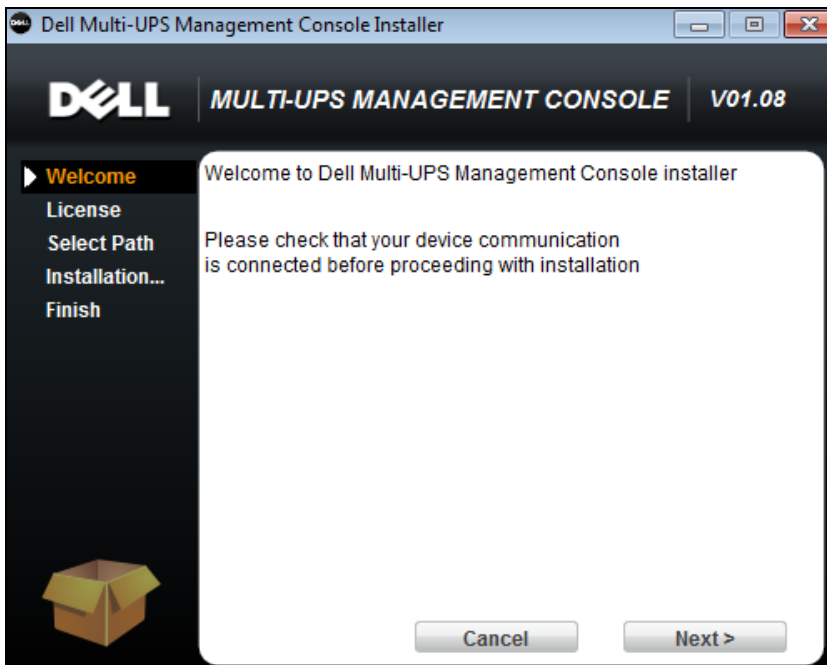 Dell Multi-UPS Management Console Installer
DELL
MULTI-UPS MANAGEMENT CONSOLE
V01.08
Welcome
License
Select Path
Installation...
Finish
Welcome to Dell Multi-UPS Management Console installer
Please check that your device communication
is connected before proceeding with installation
Cancel
Next >